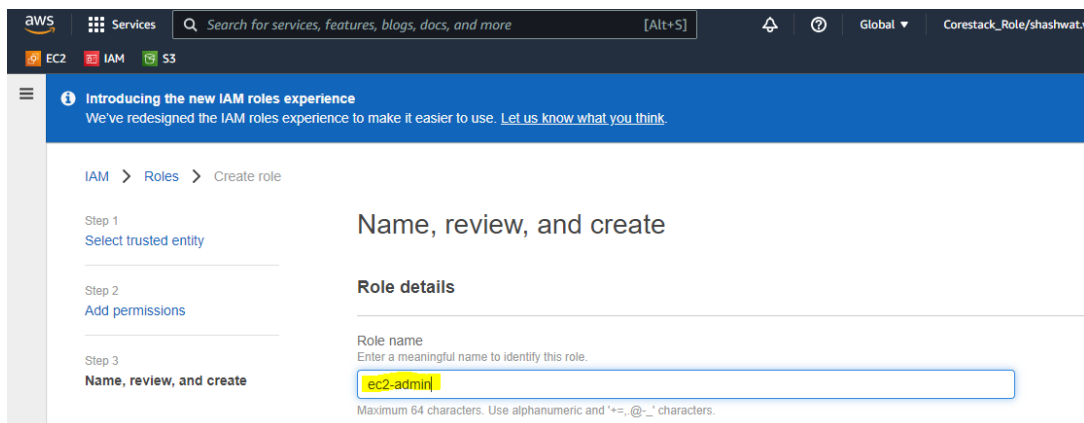 aws
Services
Search for services, features, blogs, docs, and more
[Alt+S]
Global
Corestack_Role/shashwat.
EC2
IAM
S3
Introducing the new IAM roles experience
We've redesigned the IAM roles experience to make it easier to use. Let us know what you think.
IAM > Roles > Create role
Step 1
Select trusted entity
Step 2
Add permissions
Step 3
Name, review, and create
Name, review, and create
Role details
Role name
Enter a meaningful name to identify this role.
ec2-admin
Maximum 64 characters. Use alphanumeric and '+=,.@-_' characters.